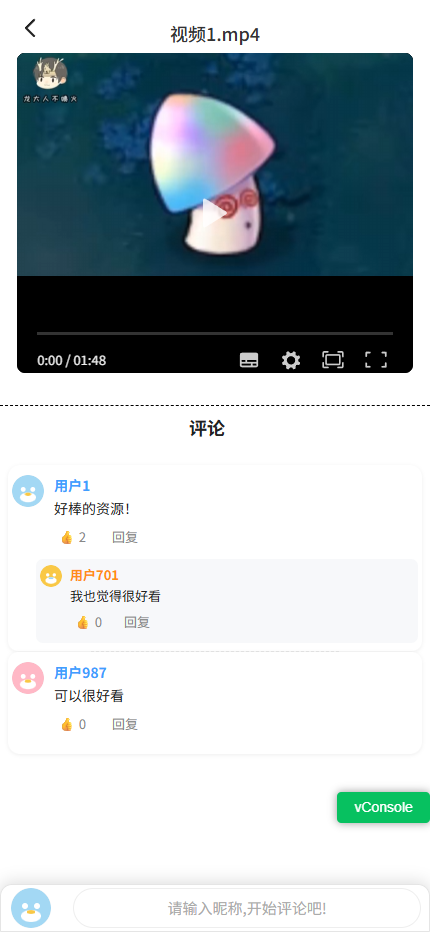 视频1.mp4
龙大人不喷火
0:00 / 01:48
评论
用户1
好棒的资源!
👍 2 回复
用户701
我也觉得很好看
👍 0 回复
用户987
可以很好看
👍 0 回复
vConsole
请输入昵称,开始评论吧!